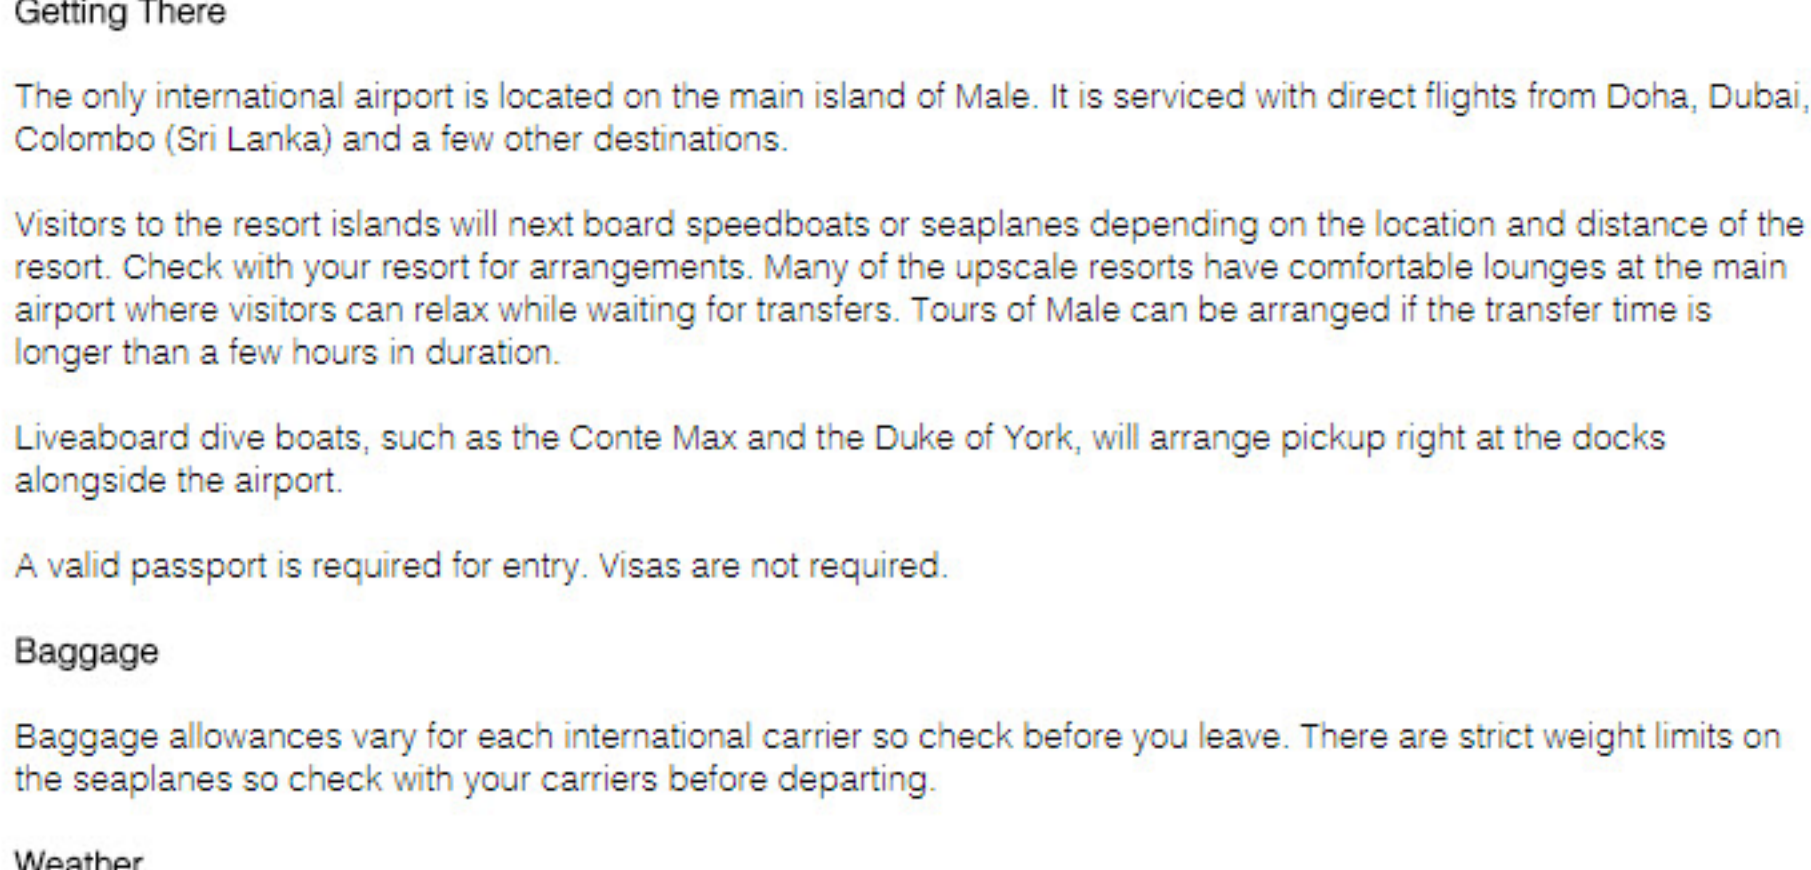 Getting There
The only international airport is located on the main island of Male. It is serviced with direct flights from Doha, Dubai,
Colombo (Sri Lanka) and a few other destinations.
Visitors to the resort islands will next board speedboats or seaplanes depending on the location and distance of the
resort. Check with your resort for arrangements. Many of the upscale resorts have comfortable lounges at the main
airport where visitors can relax while waiting for transfers. Tours of Male can be arranged if the transfer time is
longer than a few hours in duration.
Liveaboard dive boats, such as the Conte Max and the Duke of York, will arrange pickup right at the docks
alongside the airport.
A valid passport is required for entry. Visas are not required.
Baggage
Baggage allowances vary for each international carrier so check before you leave. There are strict weight limits on
the seaplanes so check with your carriers before departing.
Weather